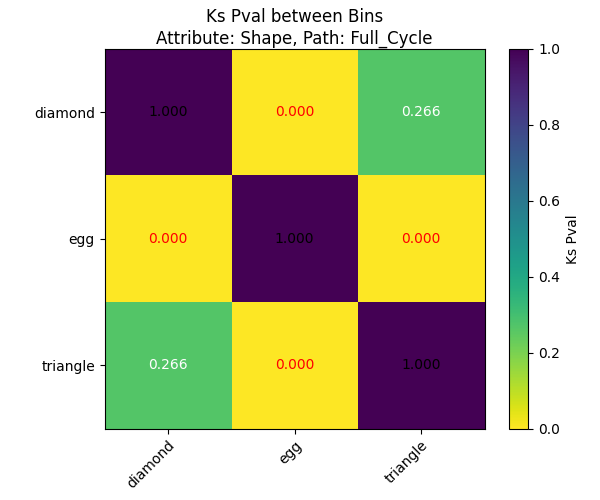 Ks Pval between Bins
Attribute: Shape, Path: Full_Cycle
diamond
1.000
0.000
0.266
egg
0.000
1.000
0.000
triangle
0.266
0.000
1.000
diamond
egg
triangle
1.0
0.8
0.6
0.4
0.2
0.0
Ks Pval